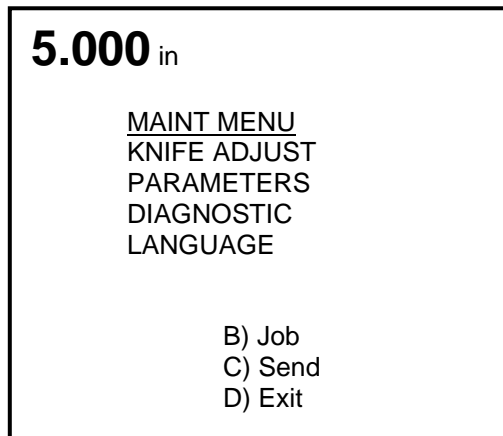 5.000 in
MAINT MENU
KNIFE ADJUST
PARAMETERS
DIAGNOSTIC
LANGUAGE
B) Job
C) Send
D) Exit